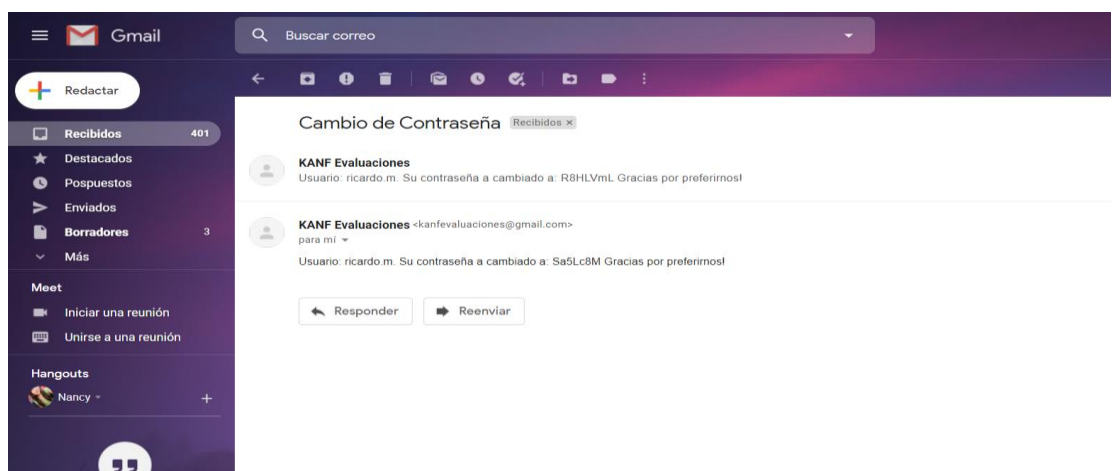 Gmail
Buscar correo
Redactar
Recibidos 401
Destacados
Pospuestos
Enviados
Borradores 3
Más
Meet
Iniciar una reunión
Unirse a una reunión
Hangouts
Nancy
Cambio de Contraseña Recibidos ×
KANF Evaluaciones
Usuario: ricardo.m. Su contraseña a cambiado a: R8HLVmL Gracias por preferirnos!
KANF Evaluaciones <kanfevaluaciones@gmail.com>
para mí
Usuario: ricardo.m. Su contraseña a cambiado a: Sa5Lc8M Gracias por preferirnos!
Responder Reenviar